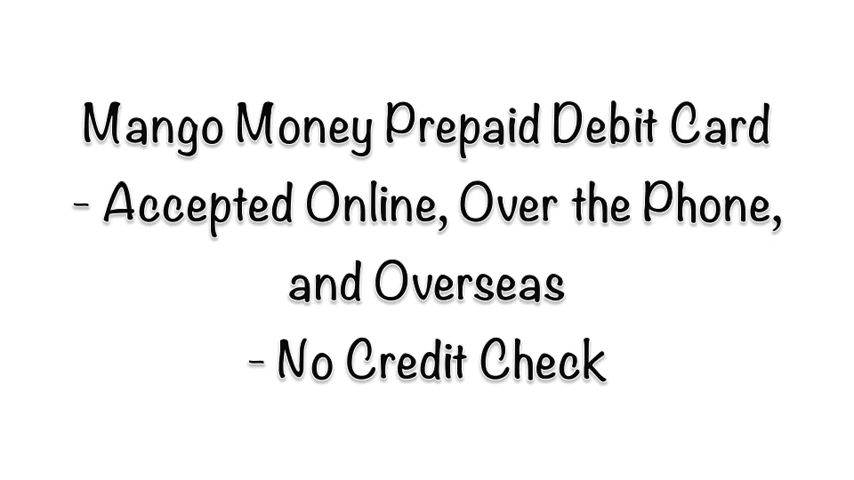 Mango Money Prepaid Debit Card
- Accepted Online, Over the Phone,
and Overseas
- No Credit Check